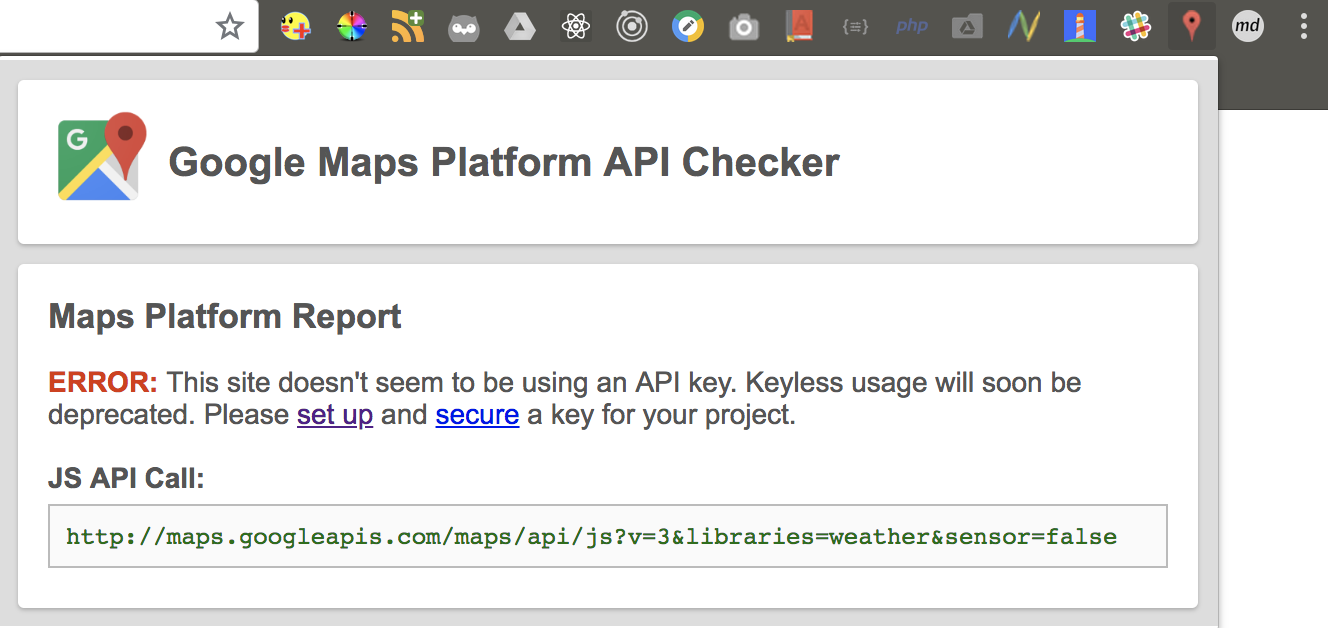 {≡}
php
md
G
Google Maps Platform API Checker
Maps Platform Report
ERROR: This site doesn't seem to be using an API key. Keyless usage will soon be
deprecated. Please set up and secure a key for your project.
JS API Call:
http://maps.googleapis.com/maps/api/js?v=3&libraries=weather&sensor=false